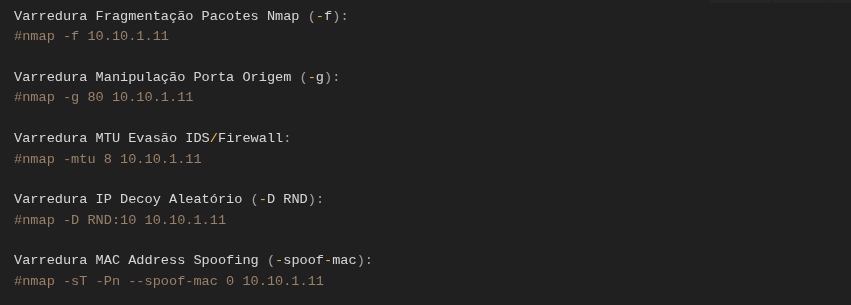 Varredura Fragmentação Pacotes Nmap (-f):
#nmap -f 10.10.1.11
Varredura Manipulação Porta Origem (-g):
#nmap -g 80 10.10.1.11
Varredura MTU Evasão IDS/Firewall:
#nmap -mtu 8 10.10.1.11
Varredura IP Decoy Aleatório (-D RND):
#nmap -D RND:10 10.10.1.11
Varredura MAC Address Spoofing (-spoof-mac):
#nmap -sT -Pn --spoof-mac 0 10.10.1.11